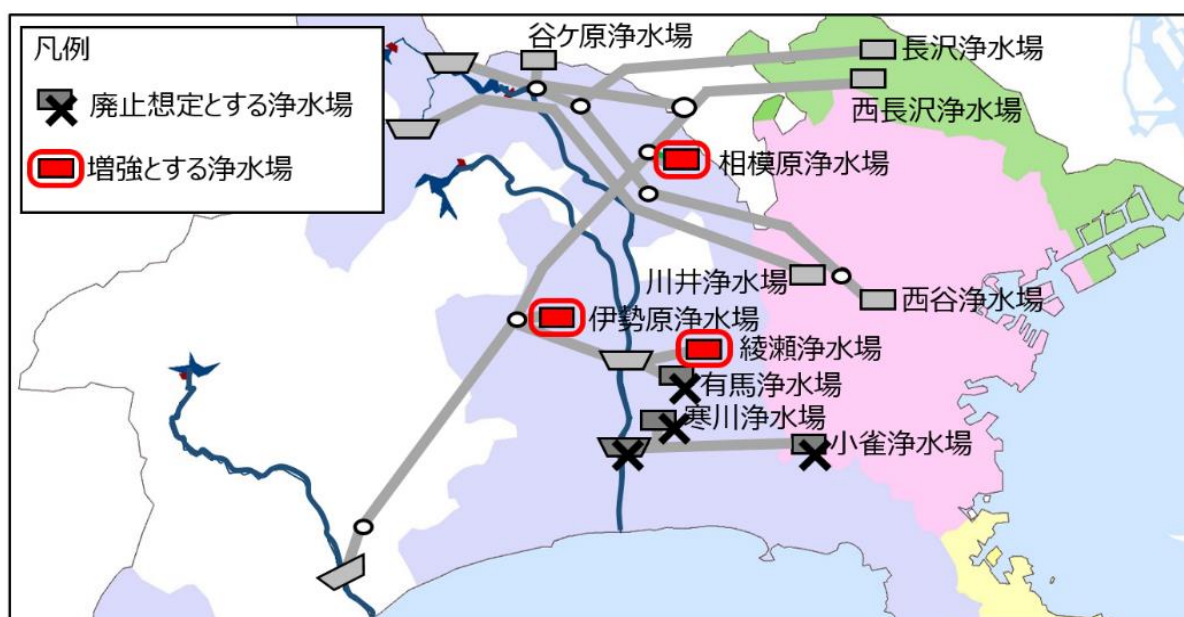 凡例
廃止想定とする浄水場
増強とする浄水場
谷ケ原浄水場
長沢浄水場
西長沢浄水場
相模原浄水場
川井浄水場
西谷浄水場
伊勢原浄水場
綾瀬浄水場
有馬浄水場
寒川浄水場
小雀浄水場